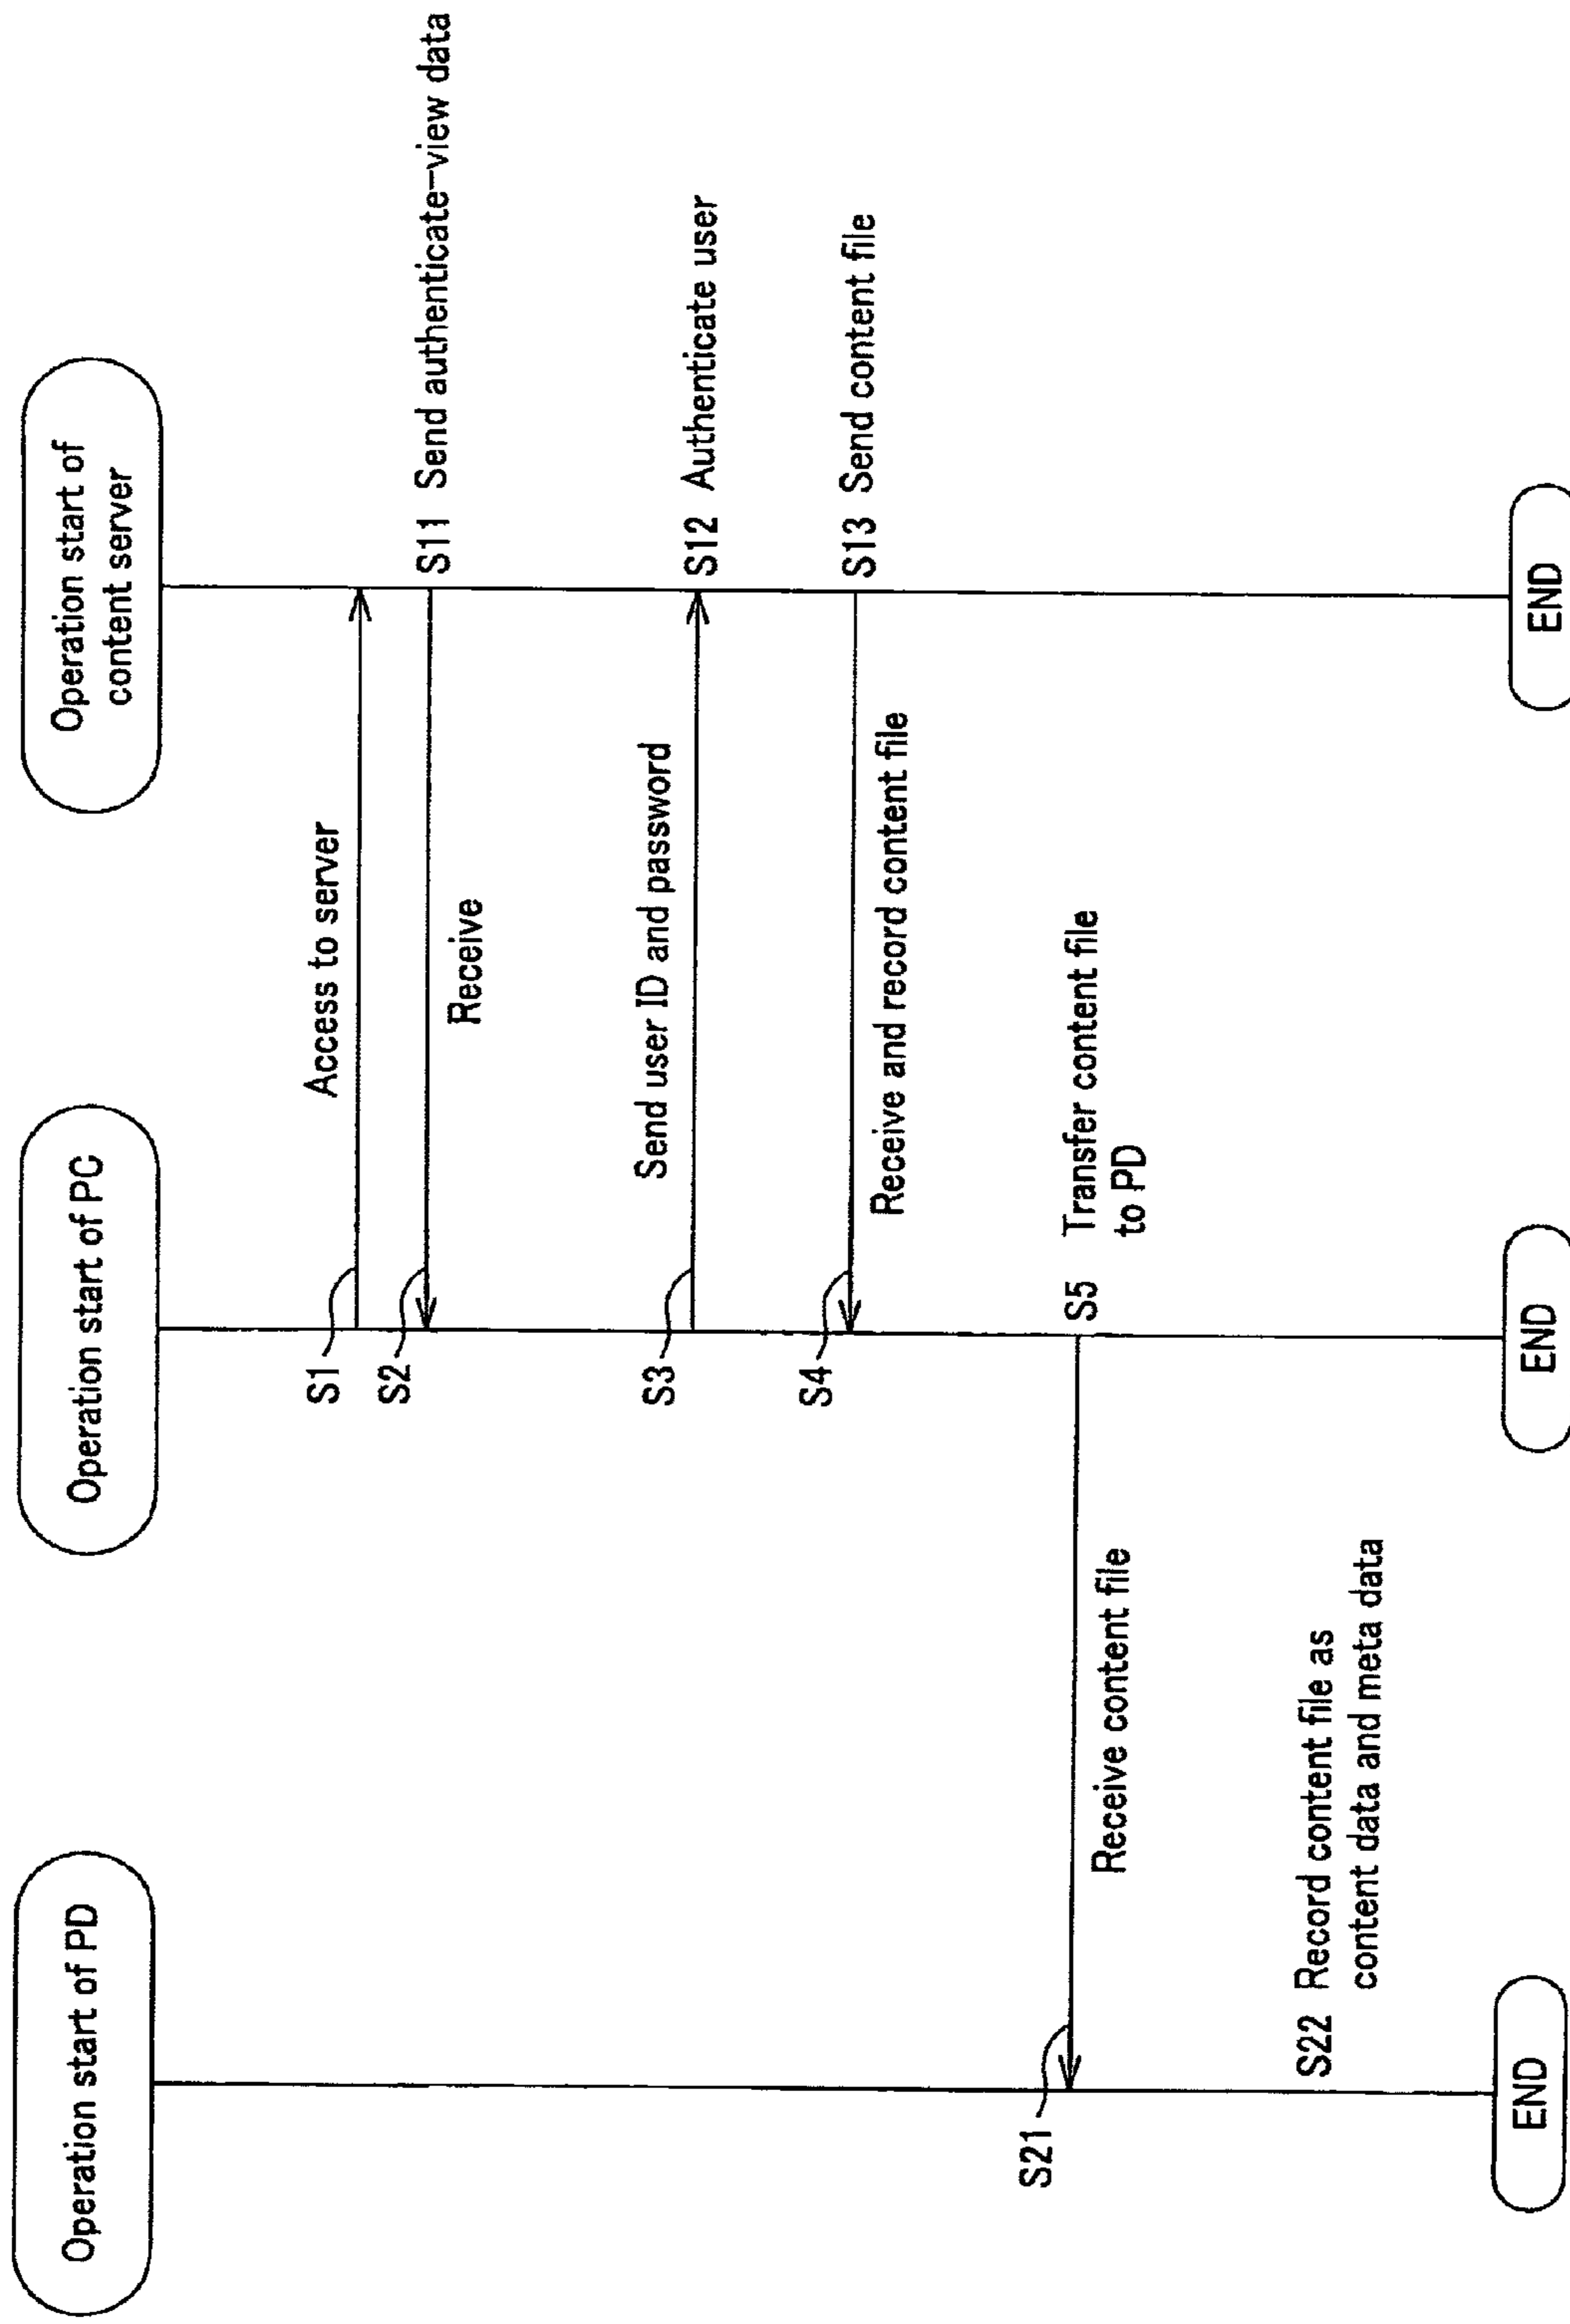 Operation start of PD
Operation start of PC
Operation start of
content server
S1
Access to server
S2
Receive
S11 Send authenticate-view data
S3
Send user ID and password
S12 Authenticate user
S4
Receive and record content file
S13 Send content file
S21
Receive content file
S5 Transfer content file
to PD
S22 Record content file as
content data and meta data
END
END
END